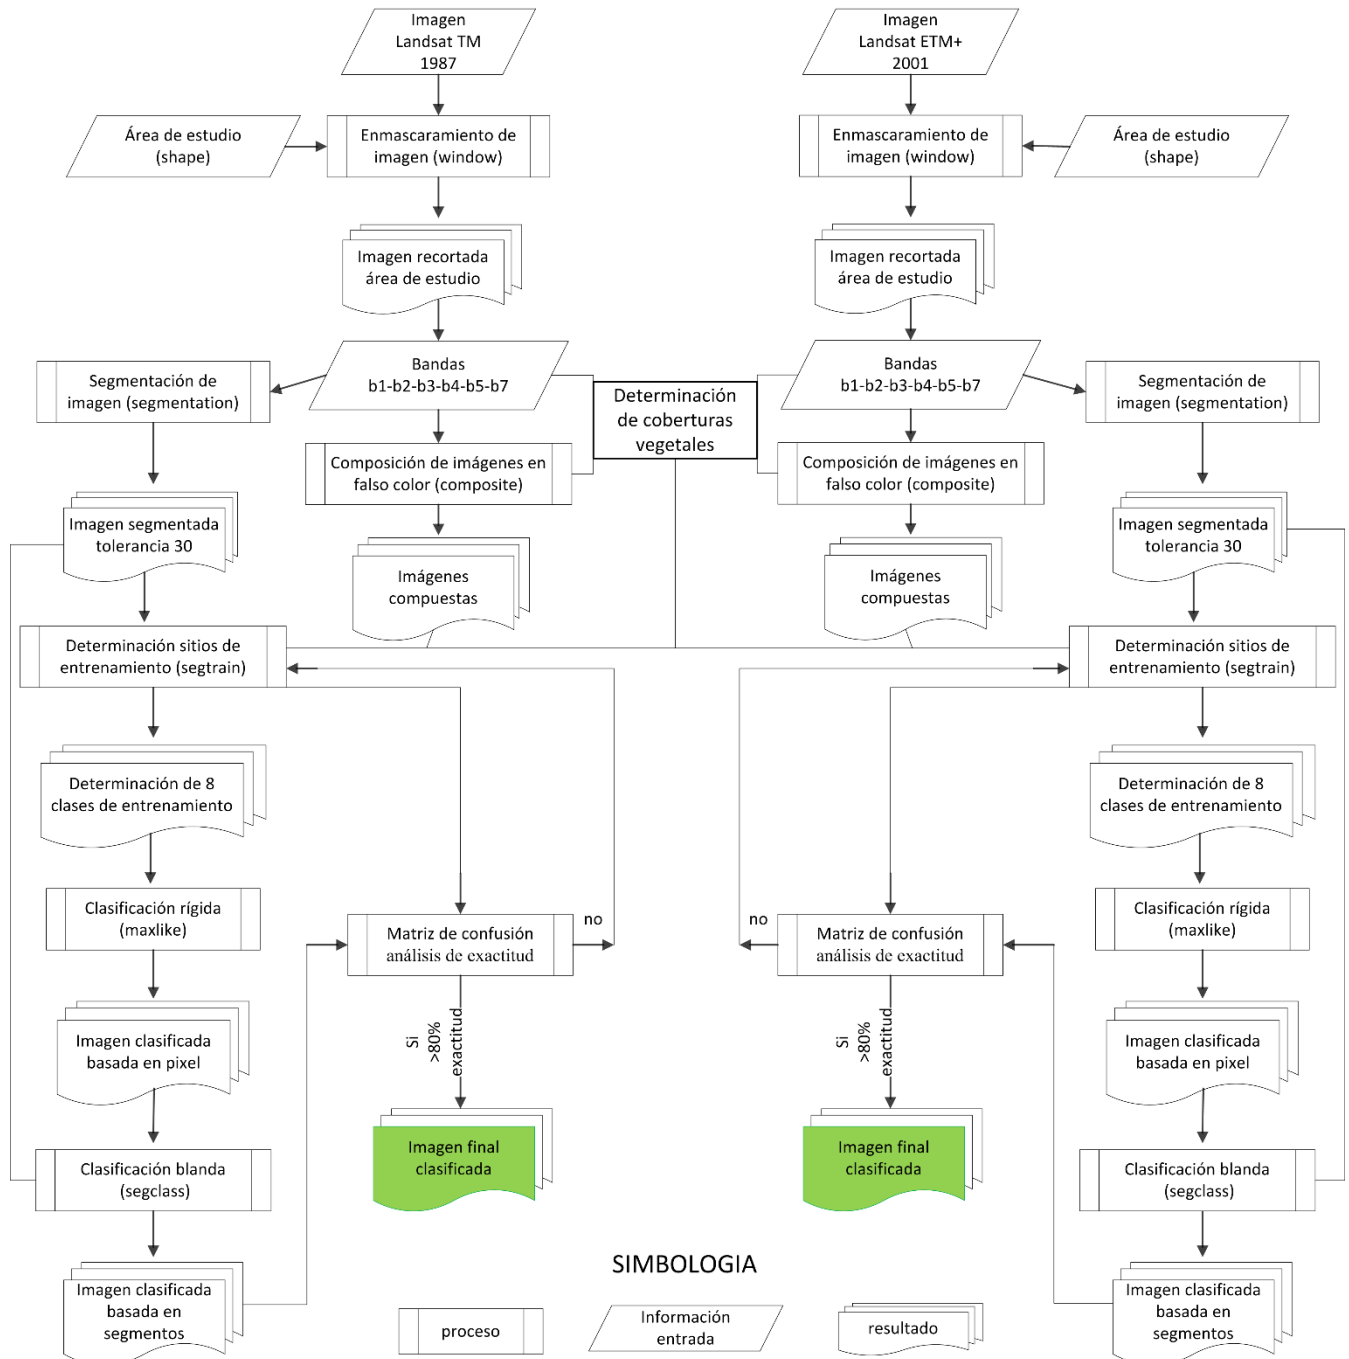 Imagen
Landsat TM
1987
Imagen
Landsat ETM+
2001
Área de estudio
(shape)
Enmascaramiento de
imagen (window)
Enmascaramiento de
imagen (window)
Área de estudio
(shape)
Imagen recortada
área de estudio
Imagen recortada
área de estudio
Segmentación de
imagen (segmentation)
Bandas
b1-b2-b3-b4-b5-b7
Determinación
de coberturas
vegetales
Bandas
b1-b2-b3-b4-b5-b7
Segmentación de
imagen (segmentation)
Composición de imágenes en
falso color (composite)
Composición de imágenes en
falso color (composite)
Imagen segmentada
tolerancia 30
Imágenes
compuestas
Imágenes
compuestas
Imagen segmentada
tolerancia 30
Determinación sitios de
entrenamiento (segtrain)
Determinación sitios de
entrenamiento (segtrain)
Determinación de 8
clases de entrenamiento
Determinación de 8
clases de entrenamiento
Clasificación rígida
(maxlike)
Matriz de confusión
análisis de exactitud
no
no
Matriz de confusión
análisis de exactitud
Clasificación rígida
(maxlike)
Imagen clasificada
basada en pixel
Si
>80%
exactitud
Si
>80%
exactitud
Imagen clasificada
basada en pixel
Imagen final
clasificada
Imagen final
clasificada
Clasificación blanda
(segclass)
Clasificación blanda
(segclass)
Imagen clasificada
basada en
segmentos
Imagen clasificada
basada en
segmentos
SIMBOLOGIA
proceso
Información
entrada
resultado